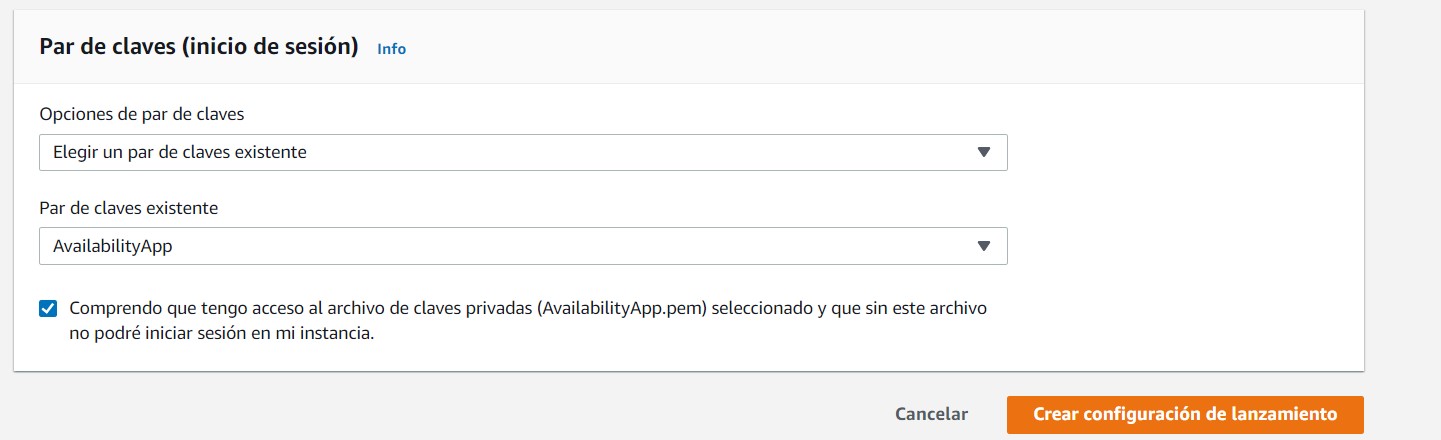 Par de claves (inicio de sesión) Info
Opciones de par de claves
Elegir un par de claves existente
Par de claves existente
AvailabilityApp
Comprendo que tengo acceso al archivo de claves privadas (AvailabilityApp.pem) seleccionado y que sin este archivo
no podré iniciar sesión en mi instancia.
Cancelar Crear configuración de lanzamiento